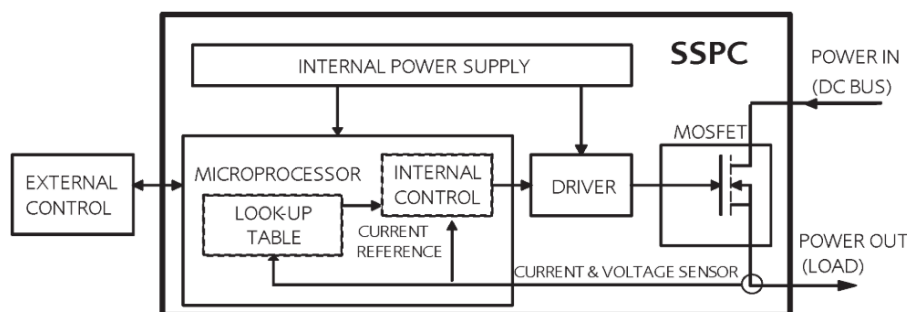 SSPC
INTERNAL POWER SUPPLY
POWER IN
(DC BUS)
MOSFET
MICROPROCESSOR
INTERNAL
CONTROL
DRIVER
EXTERNAL
CONTROL
LOOK-UP
TABLE
CURRENT
REFERENCE
CURRENT & VOLTAGE SENSOR
POWER OUT
(LOAD)